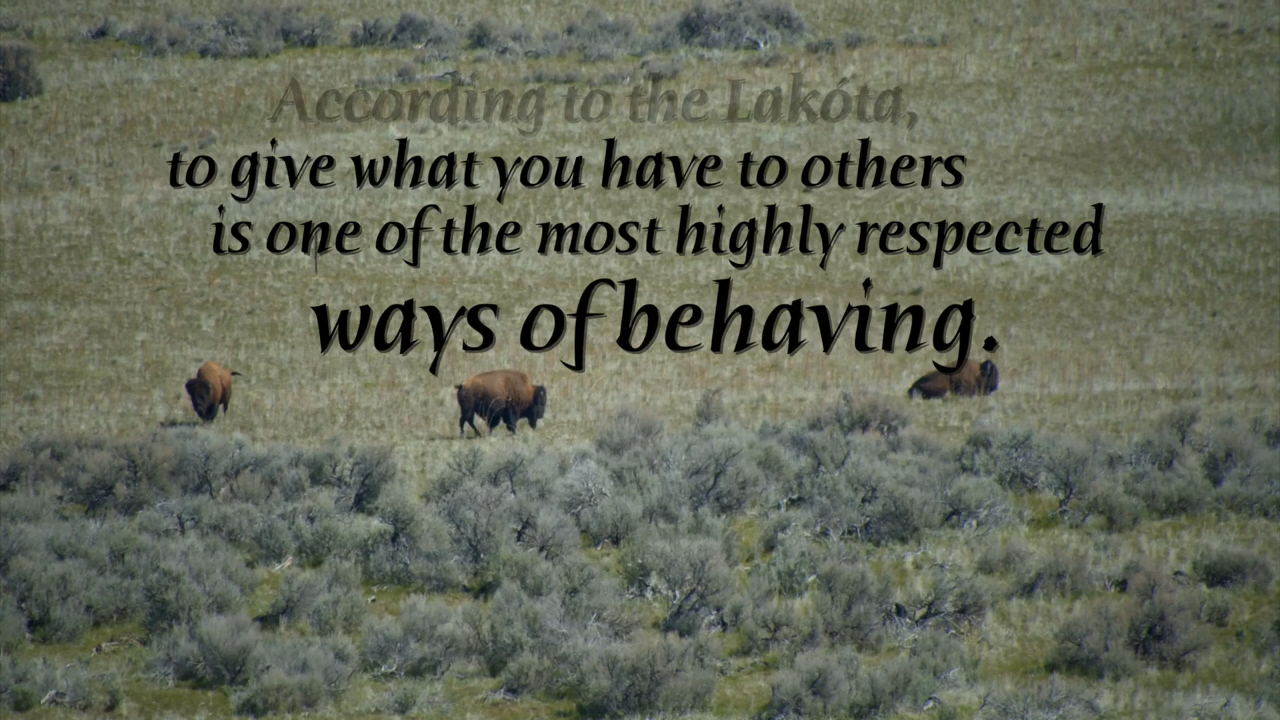 According to the Lakóta,
to give what you have to others
is one of the most highly respected
ways of behaving.